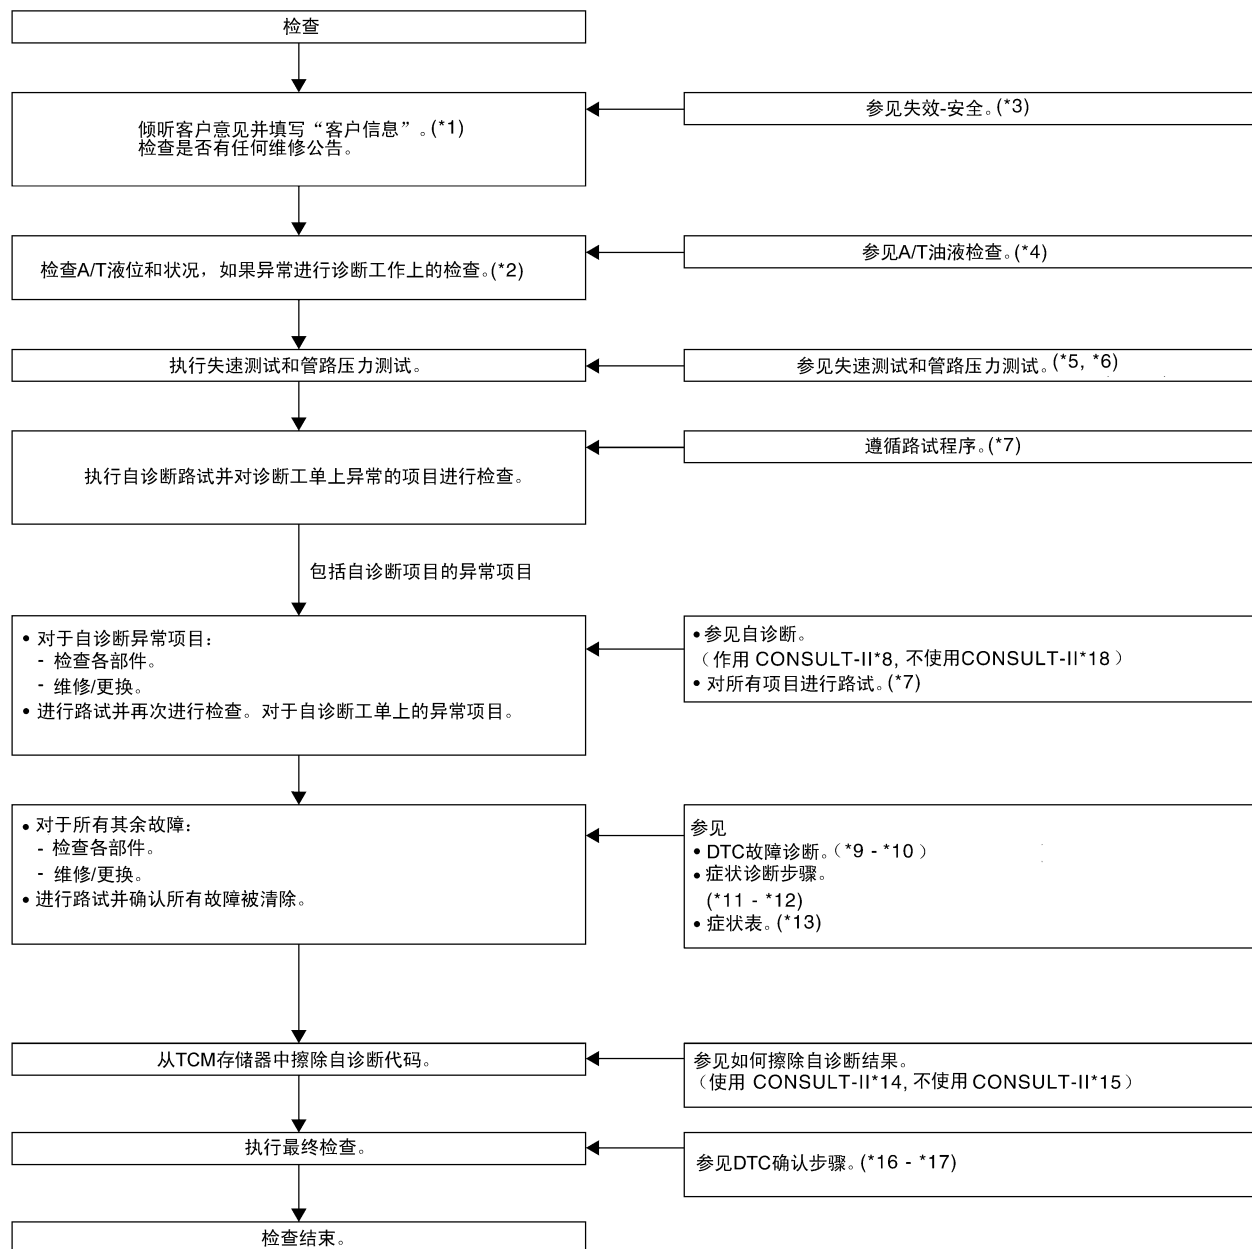 检查
倾听客户意见并填写“客户信息”。(*1)
检查是否有任何维修公告。
参见失效-安全。(*3)
检查A/T液位和状况，如果异常进行诊断工作上的检查。(*2)
参见A/T油液检查。(*4)
执行失速测试和管路压力测试。
参见失速测试和管路压力测试。(*5, *6)
执行自诊断路试并对诊断工单上异常的项目进行检查。
遵循路试程序。(*7)
包括自诊断项目的异常项目
• 对于自诊断异常项目：
- 检查各部件。
- 维修/更换。
• 进行路试并再次进行检查。对于自诊断工单上的异常项目。
• 参见自诊断。
（作用 CONSULT-II*8, 不使用CONSULT-II*18）
• 对所有项目进行路试。(*7)
• 对于所有其余故障：
- 检查各部件。
- 维修/更换。
• 进行路试并确认所有故障被清除。
参见
• DTC故障诊断。（*9 - *10）
• 症状诊断步骤。
(*11 - *12)
• 症状表。(*13)
从TCM存储器中擦除自诊断代码。
参见如何擦除自诊断结果。
（使用 CONSULT-II*14, 不使用CONSULT-II*15）
执行最终检查。
参见DTC确认步骤。(*16 - *17)
检查结束。